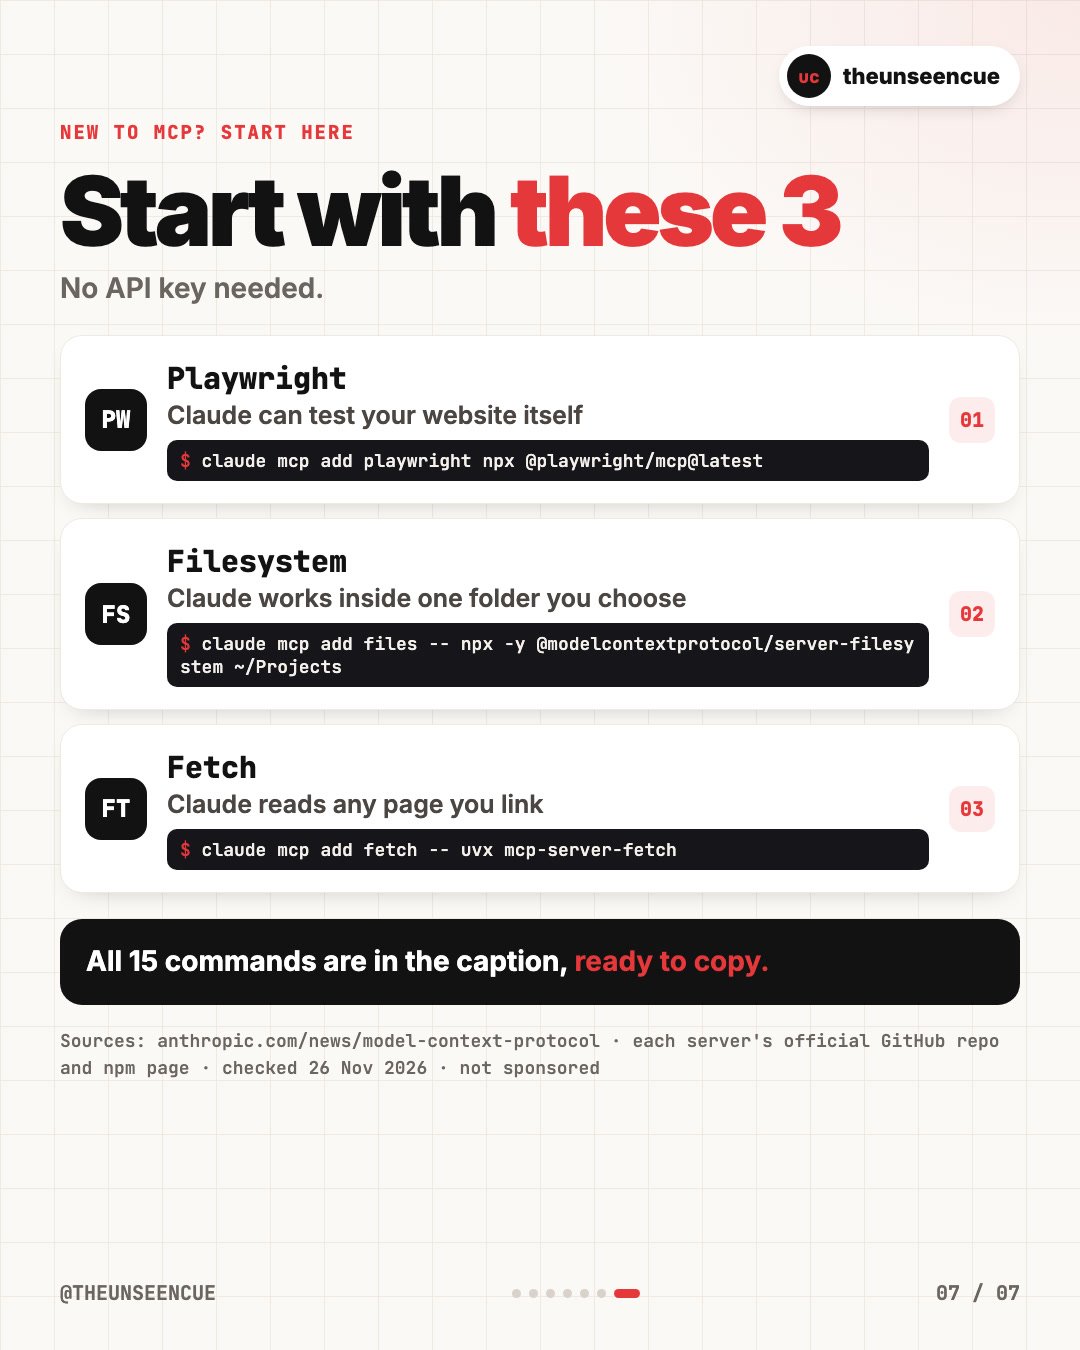 uc theunseencue
NEW TO MCP? START HERE
Start with these 3
No API key needed.
PW
Playwright
Claude can test your website itself
$ claude mcp add playwright npx @playwright/mcp@latest
01
FS
Filesystem
Claude works inside one folder you choose
$ claude mcp add files -- npx -y @modelcontextprotocol/server-filesy
stem ~/Projects
02
FT
Fetch
Claude reads any page you link
$ claude mcp add fetch -- uvx mcp-server-fetch
03
All 15 commands are in the caption, ready to copy.
Sources: anthropic.com/news/model-context-protocol · each server's official GitHub repo
and npm page · checked 26 Nov 2026 · not sponsored
@THEUNSEENCUE
07 / 07